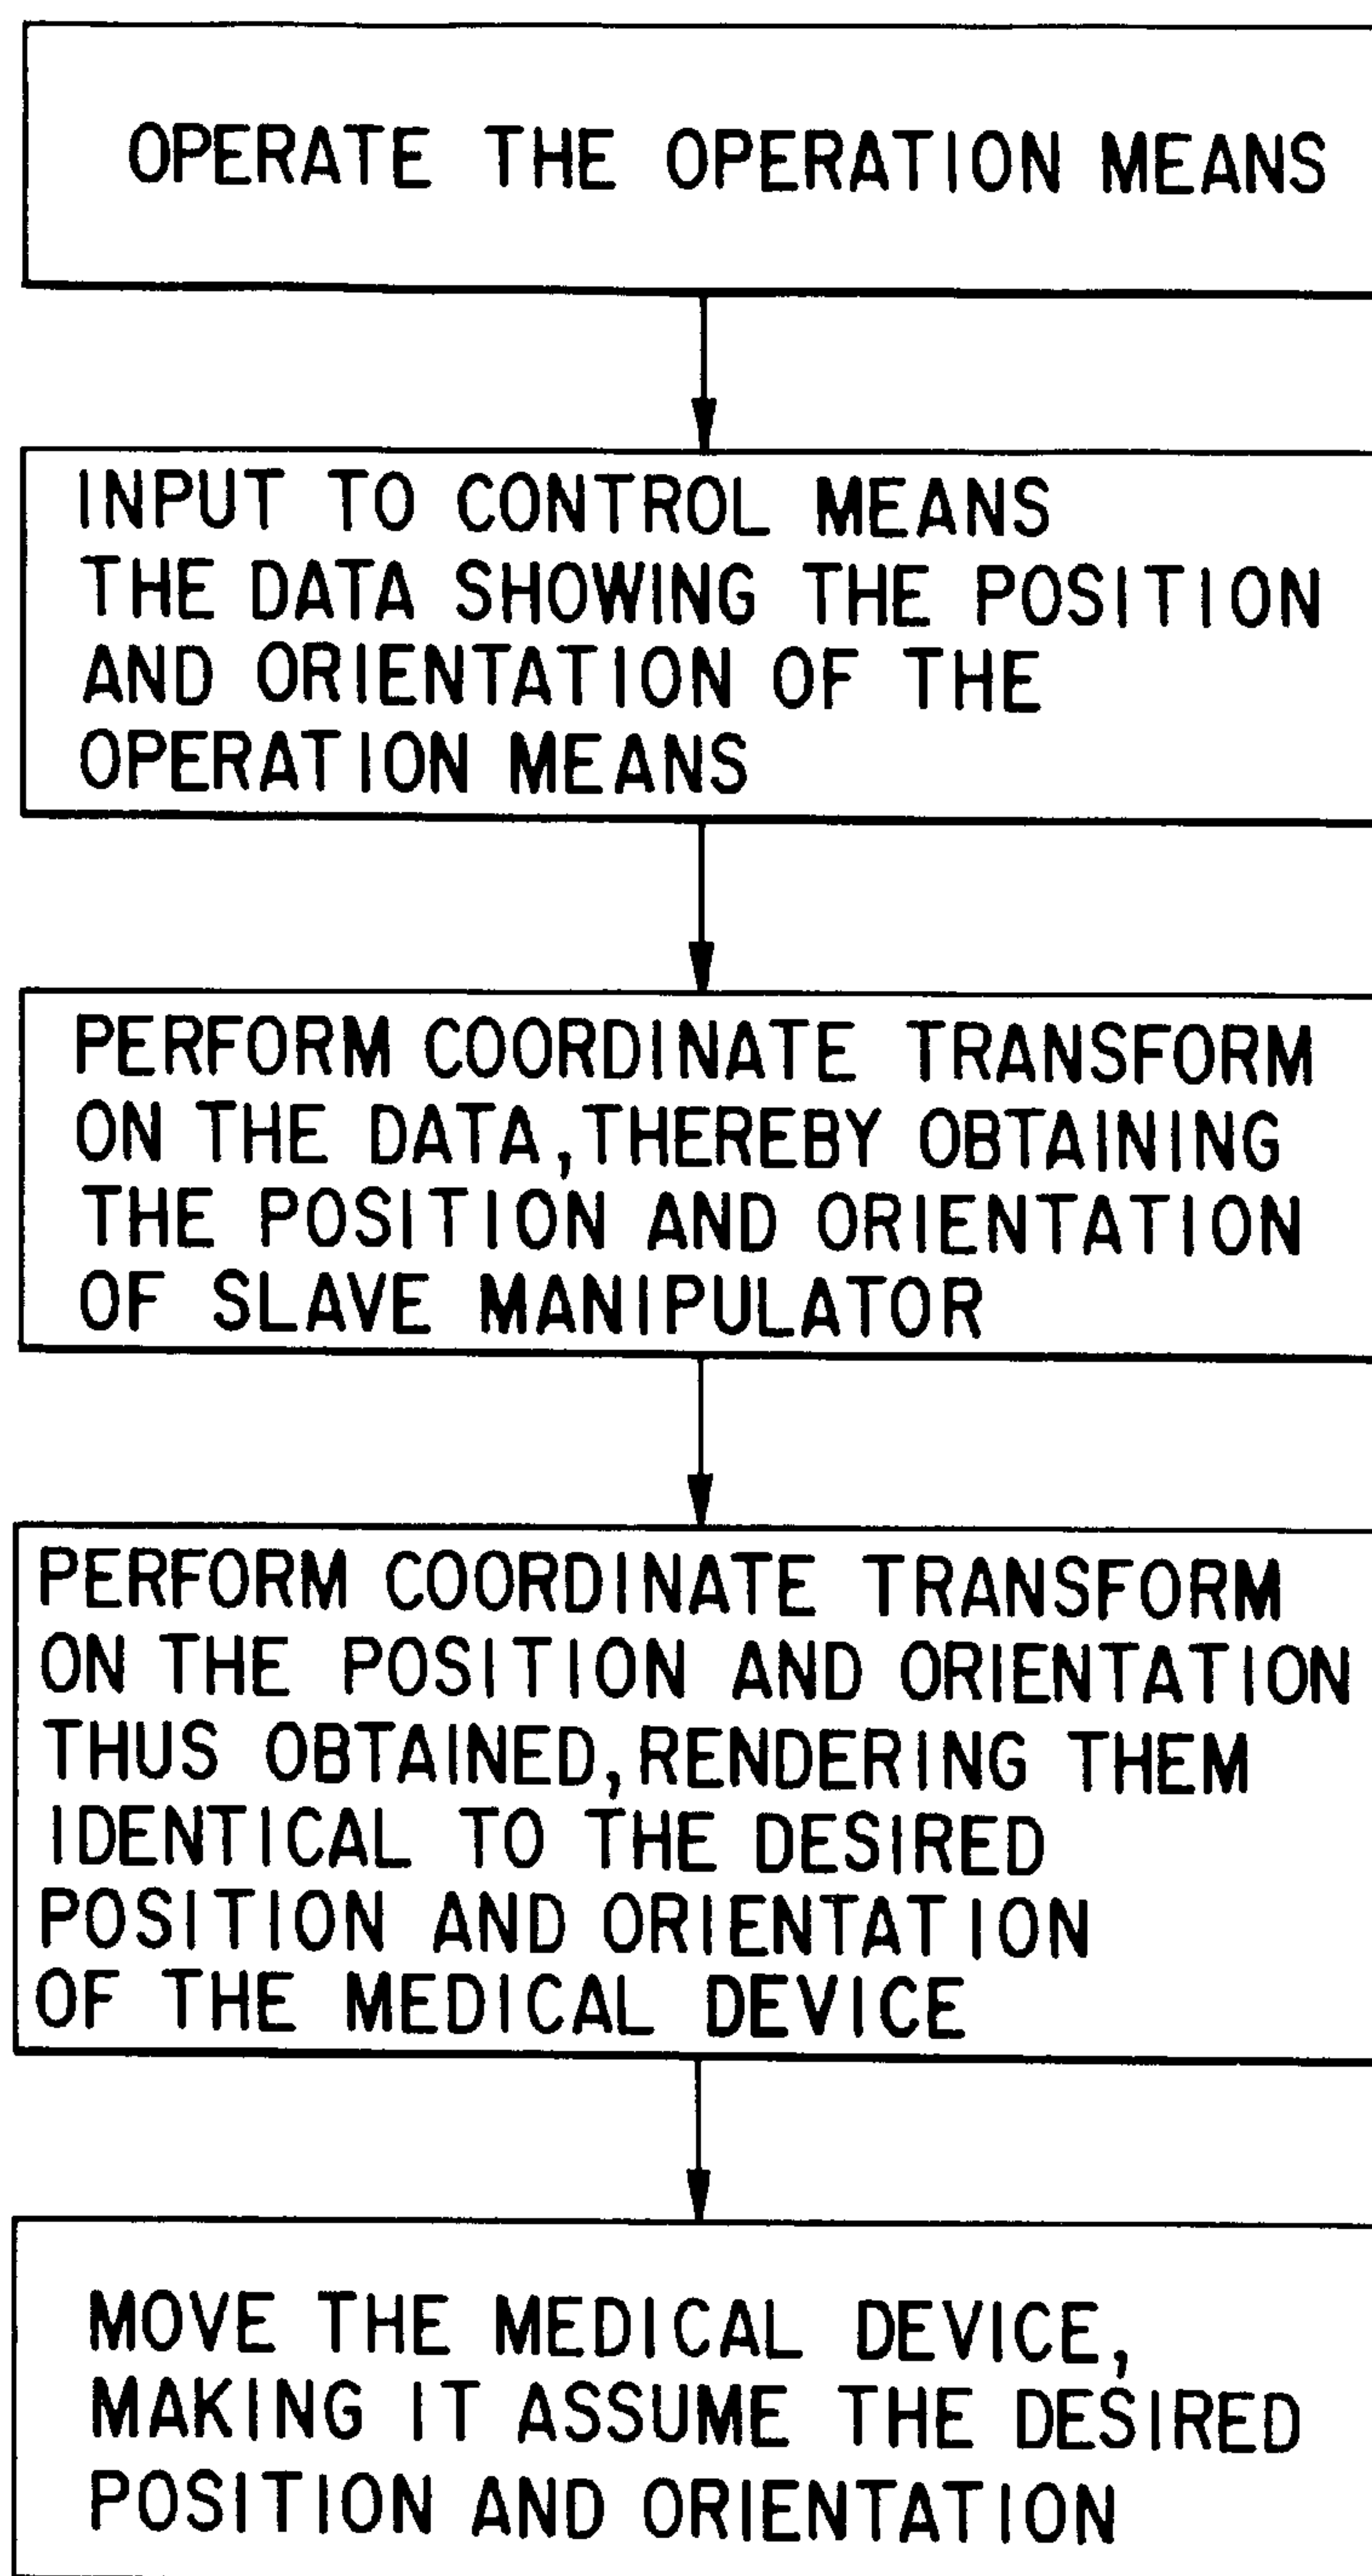 OPERATE THE OPERATION MEANS
INPUT TO CONTROL MEANS
THE DATA SHOWING THE POSITION
AND ORIENTATION OF THE
OPERATION MEANS
PERFORM COORDINATE TRANSFORM
ON THE DATA, THEREBY OBTAINING
THE POSITION AND ORIENTATION
OF SLAVE MANIPULATOR
PERFORM COORDINATE TRANSFORM
ON THE POSITION AND ORIENTATION
THUS OBTAINED, RENDERING THEM
IDENTICAL TO THE DESIRED
POSITION AND ORIENTATION
OF THE MEDICAL DEVICE
MOVE THE MEDICAL DEVICE,
MAKING IT ASSUME THE DESIRED
POSITION AND ORIENTATION